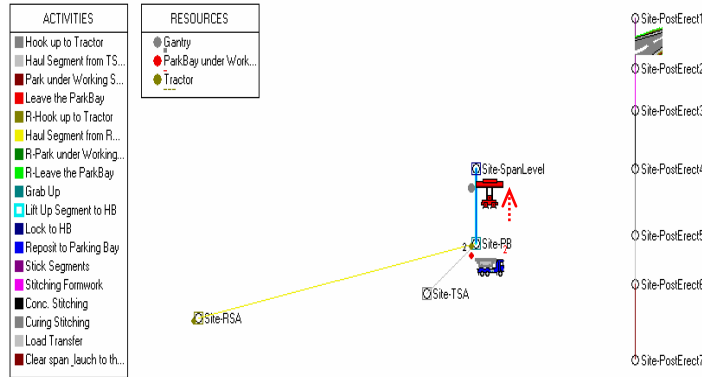 ACTIVITIES
Hook up to Tractor
Haul Segment from TS...
Park under Working S...
Leave the ParkBay
R-Hook up to Tractor
Haul Segment from R...
R-Park under Working...
R-Leave the ParkBay
Grab Up
Lift Up Segment to HB
Lock to HB
Reposit to Parking Bay
Stick Segments
Stitching Formwork
Conc. Stitching
Curing Stitching
Load Transfer
Clear span_lauch to th...
RESOURCES
Gantry
ParkBay under Work...
Tractor
Site-SpanLevel
2
Site-PB
2
Site-TSA
Site-RSA
Site-PostErect1
Site-PostErect2
Site-PostErect3
Site-PostErect4
Site-PostErect5
Site-PostErect6
Site-PostErect7